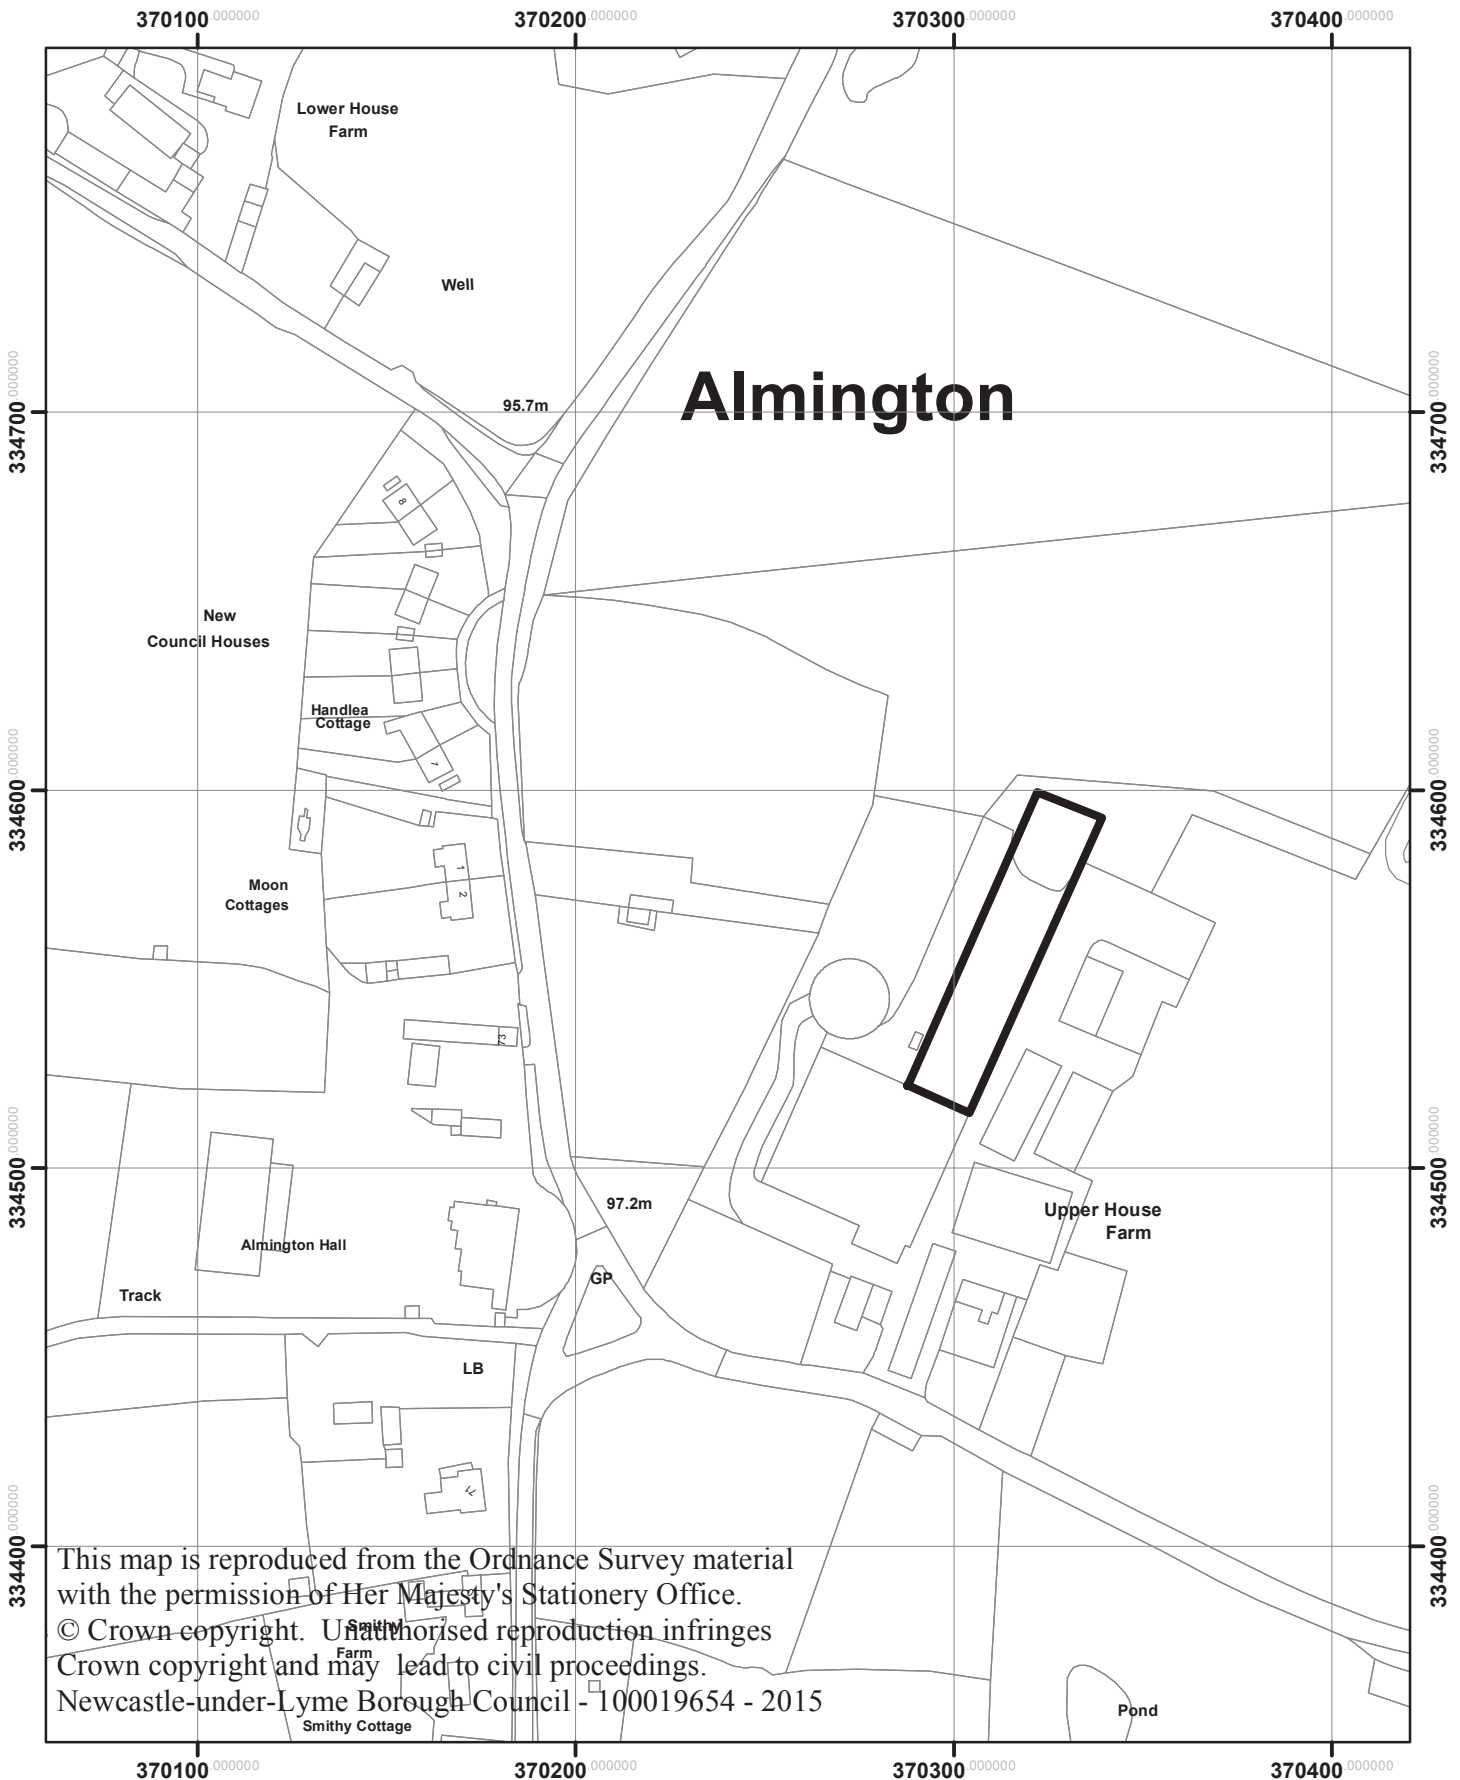 370100.000000 370200.000000 370300.000000 370400.000000
Lower House
Farm
Well
95.7m
Almington
334700.000000
334700.000000
8
New
Council Houses
Handlea
Cottage
1
334600.000000
334600.000000
Moon
Cottages
1
2
73
334500.000000
334500.000000
97.2m
Upper House
Farm
Almington Hall
GP
Track
LB
71
334400.000000
334400.000000
This map is reproduced from the Ordnance Survey material
with the permission of Her Majesty's Stationery Office.
© Crown copyright. Unauthorised reproduction infringes
Crown copyright and may lead to civil proceedings.
Newcastle-under-Lyme Borough Council - 100019654 - 2015
Smithy
Farm
Smithy Cottage
Pond
370100.000000 370200.000000 370300.000000 370400.000000